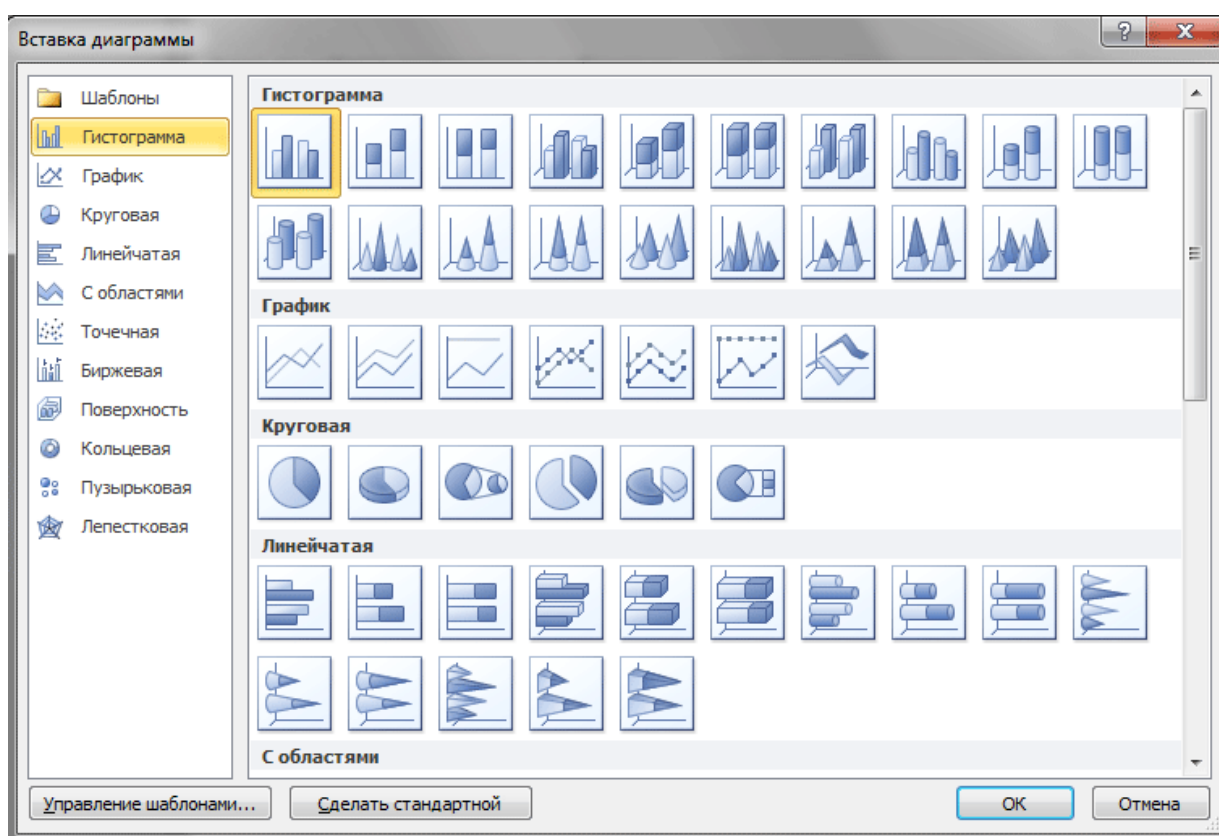 Вставка диаграммы
Шаблоны
Гистограмма
График
Круговая
Линейчатая
С областями
Точечная
Биржевая
Поверхность
Кольцевая
Пузырьковая
Лепестковая
Гистограмма
График
Круговая
Линейчатая
С областями
Управление шаблонами...
Сделать стандартной
ОК
Отмена